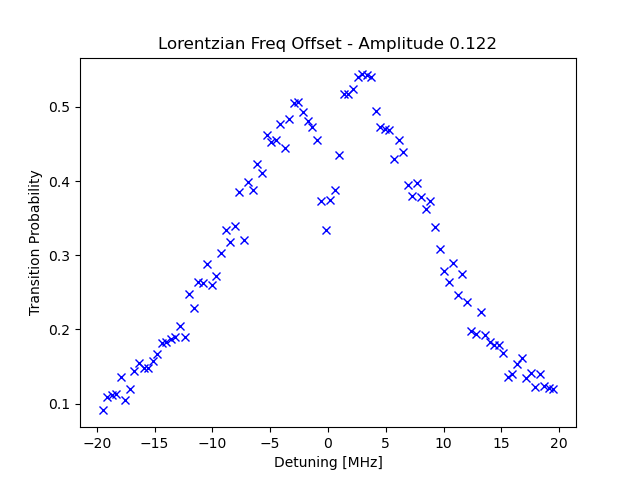 Lorentzian Freq Offset - Amplitude 0.122
Transition Probability
0.5
0.4
0.3
0.2
0.1
−20 −15 −10 −5 0 5 10 15 20
Detuning [MHz]